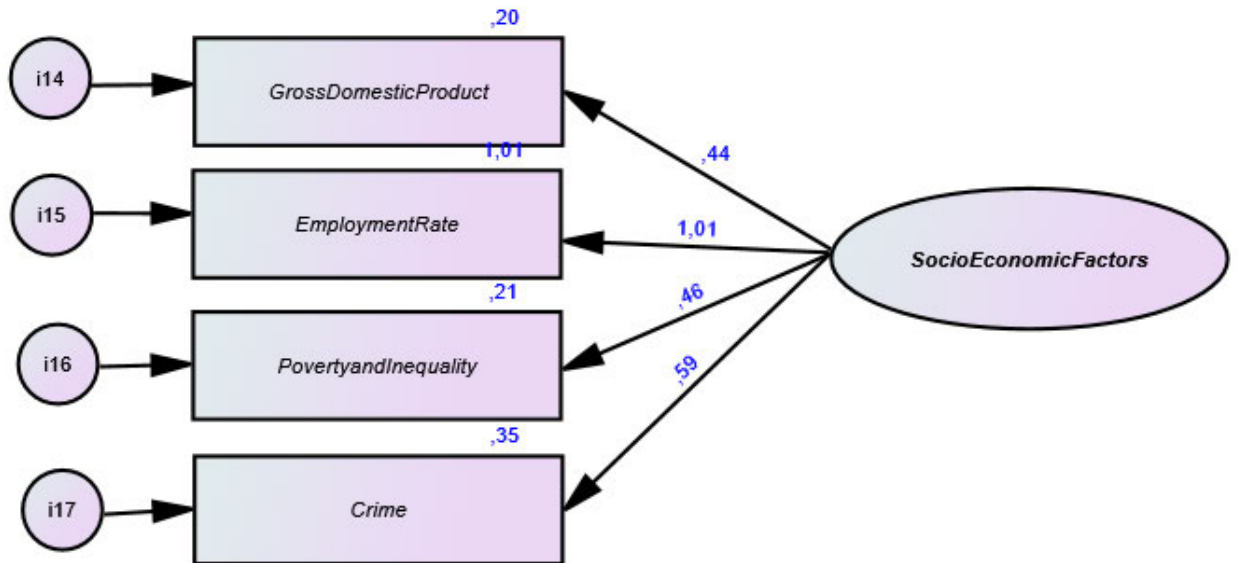 ,20
i14
GrossDomesticProduct
,44
1,01
i15
EmploymentRate
1,01
SocioEconomicFactors
,21
,46
i16
PovertyandInequality
,59
,35
i17
Crime